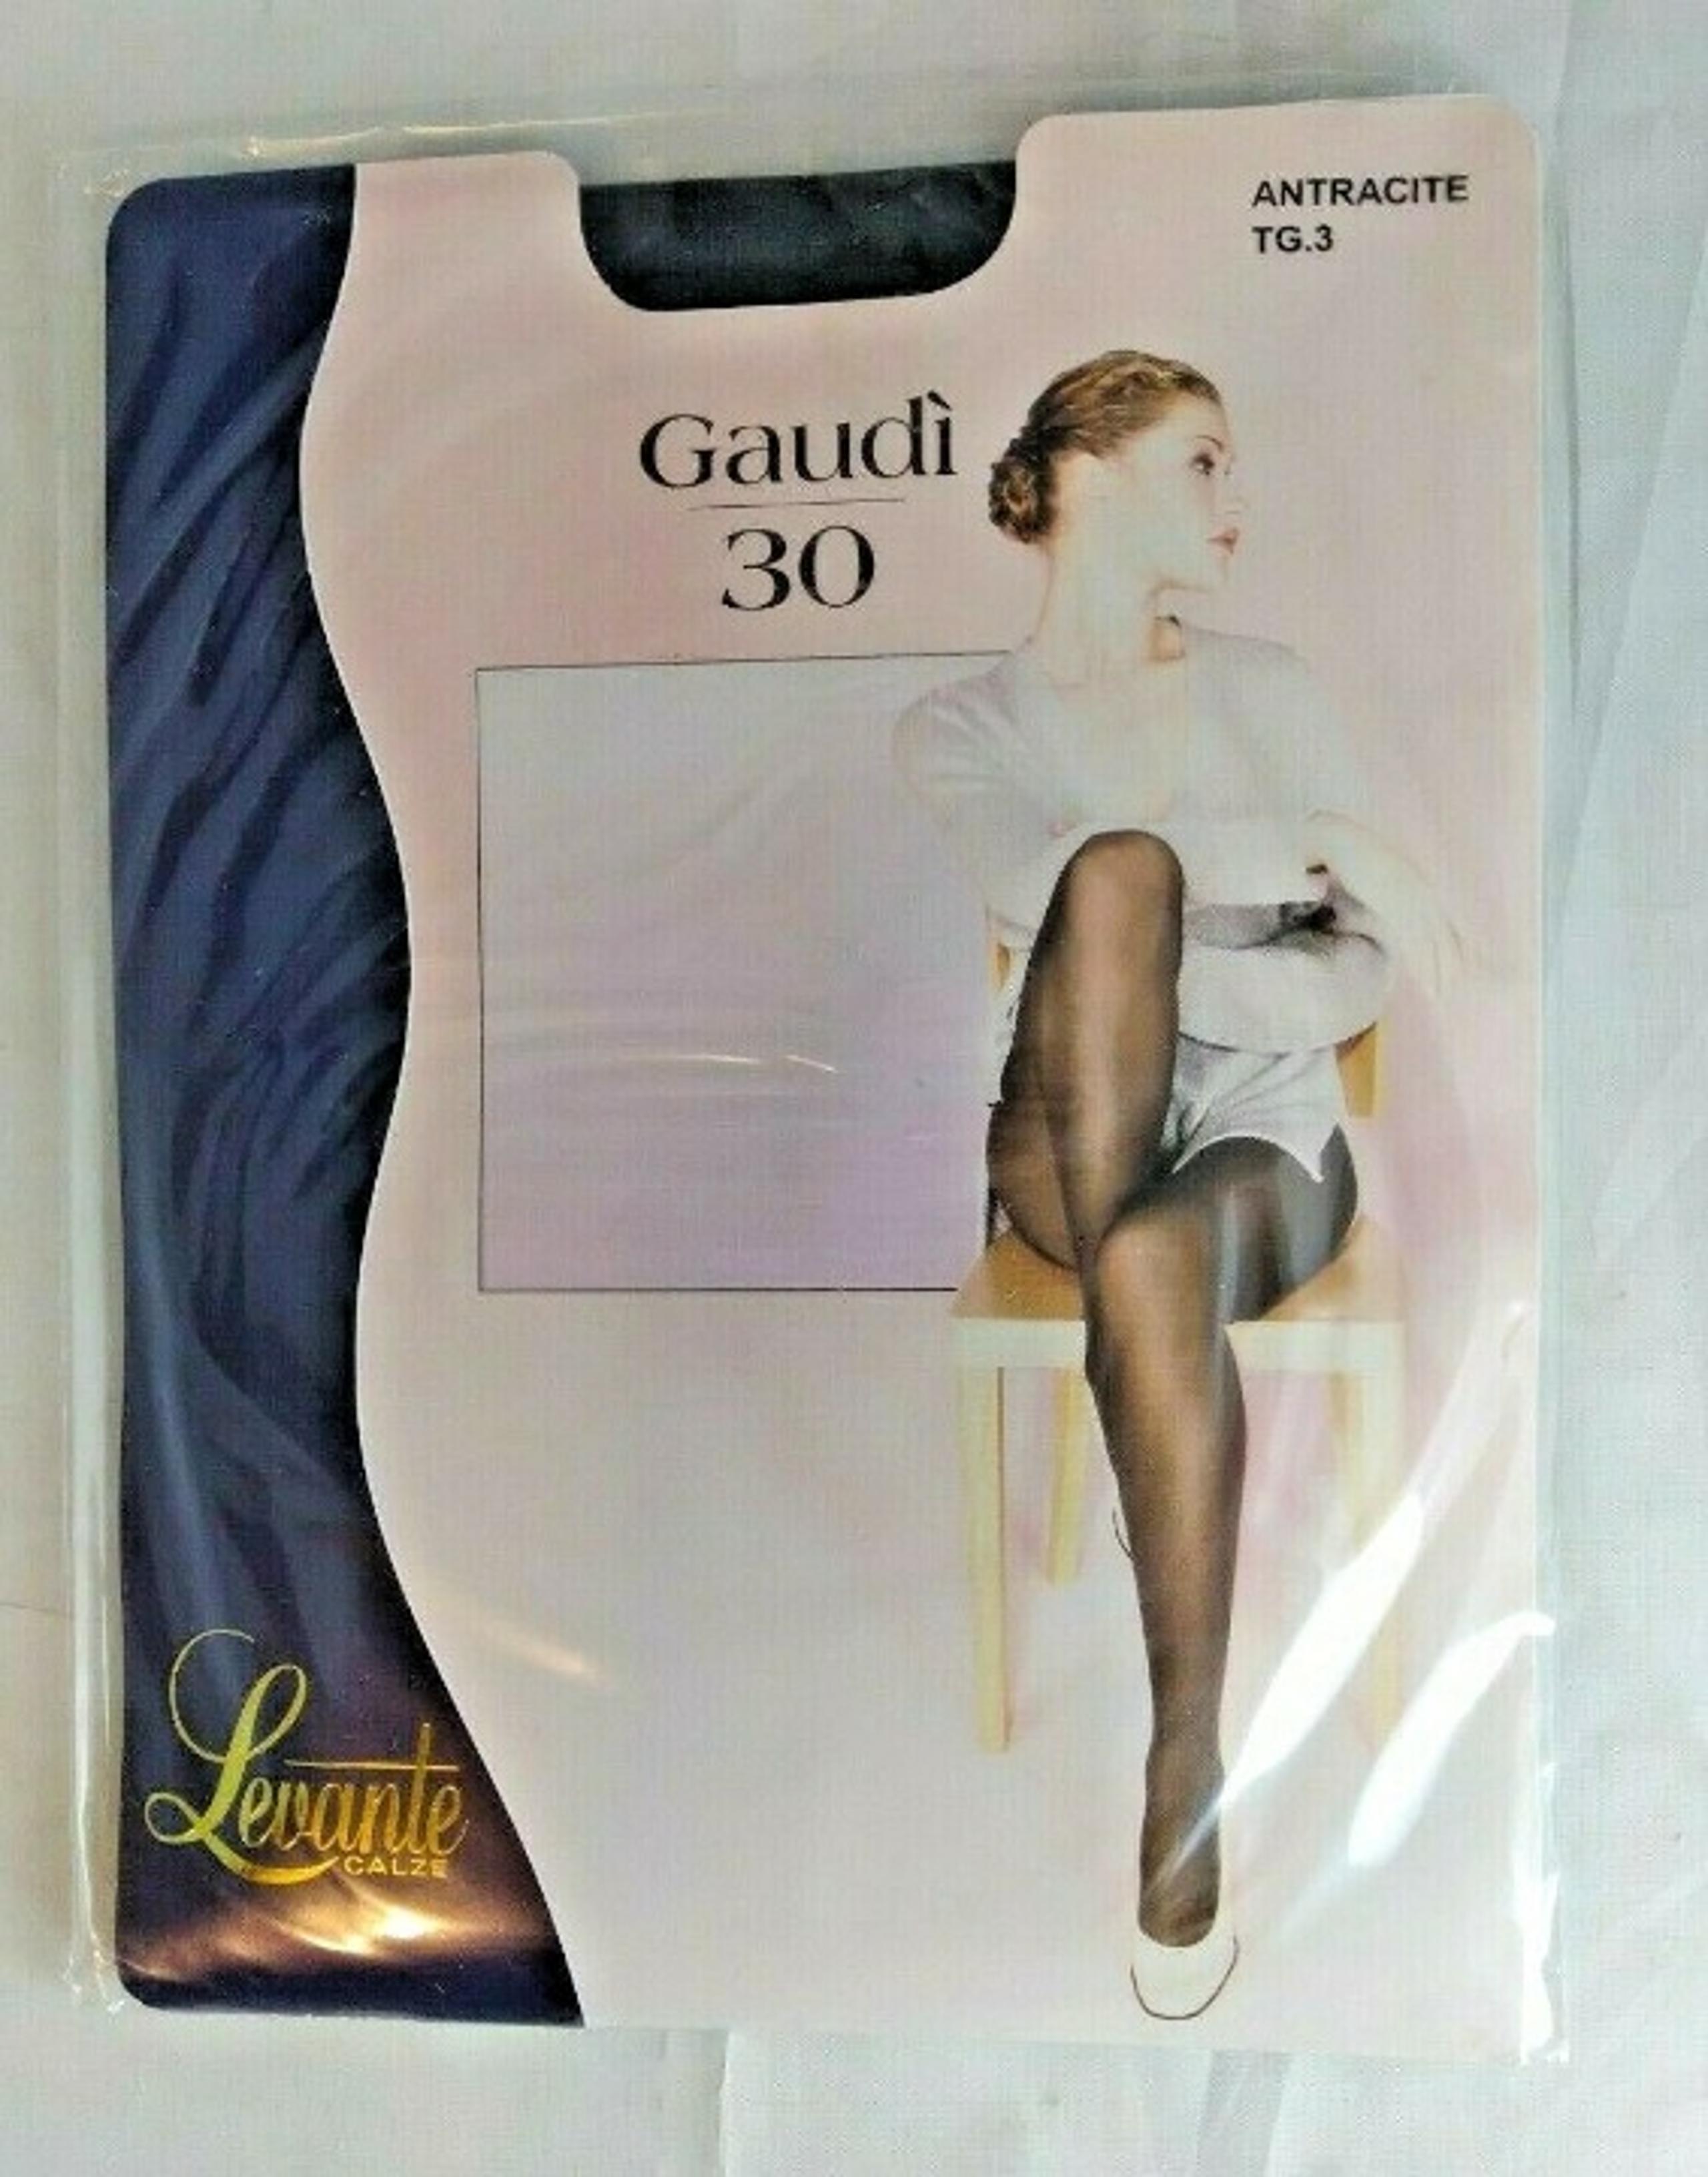 ANTRACITE
TG.3
Gaudì
30
Levante
CALZE